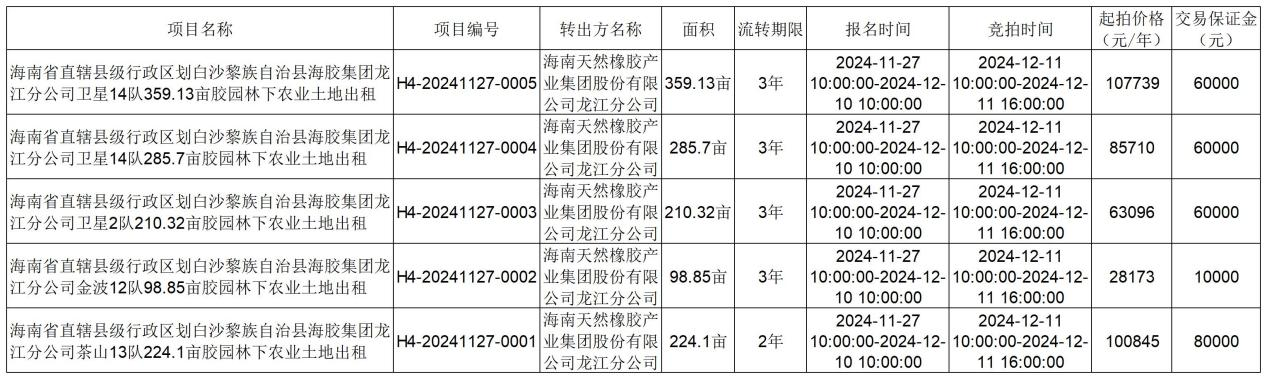 项目名称 项目编号 转出方名称 面积 流转期限 报名时间 竞拍时间 起拍价格（元/年） 交易保证金（元）
海南省直辖县级行政区划白沙黎族自治县海胶集团龙江分公司卫星14队359.13亩胶园林下农业土地出租 H4-20241127-0005 海南天然橡胶产业集团股份有限公司龙江分公司 359.13亩 3年 2024-11-27 10:00:00-2024-12-10 10:00:00 2024-12-11 10:00:00-2024-12-11 16:00:00 107739 60000
海南省直辖县级行政区划白沙黎族自治县海胶集团龙江分公司卫星14队285.7亩胶园林下农业土地出租 H4-20241127-0004 海南天然橡胶产业集团股份有限公司龙江分公司 285.7亩 3年 2024-11-27 10:00:00-2024-12-10 10:00:00 2024-12-11 10:00:00-2024-12-11 16:00:00 85710 60000
海南省直辖县级行政区划白沙黎族自治县海胶集团龙江分公司卫星2队210.32亩胶园林下农业土地出租 H4-20241127-0003 海南天然橡胶产业集团股份有限公司龙江分公司 210.32亩 3年 2024-11-27 10:00:00-2024-12-10 10:00:00 2024-12-11 10:00:00-2024-12-11 16:00:00 63096 60000
海南省直辖县级行政区划白沙黎族自治县海胶集团龙江分公司金波12队98.85亩胶园林下农业土地出租 H4-20241127-0002 海南天然橡胶产业集团股份有限公司龙江分公司 98.85亩 3年 2024-11-27 10:00:00-2024-12-10 10:00:00 2024-12-11 10:00:00-2024-12-11 16:00:00 28173 10000
海南省直辖县级行政区划白沙黎族自治县海胶集团龙江分公司茶山13队224.1亩胶园林下农业土地出租 H4-20241127-0001 海南天然橡胶产业集团股份有限公司龙江分公司 224.1亩 2年 2024-11-27 10:00:00-2024-12-10 10:00:00 2024-12-11 10:00:00-2024-12-11 16:00:00 100845 80000